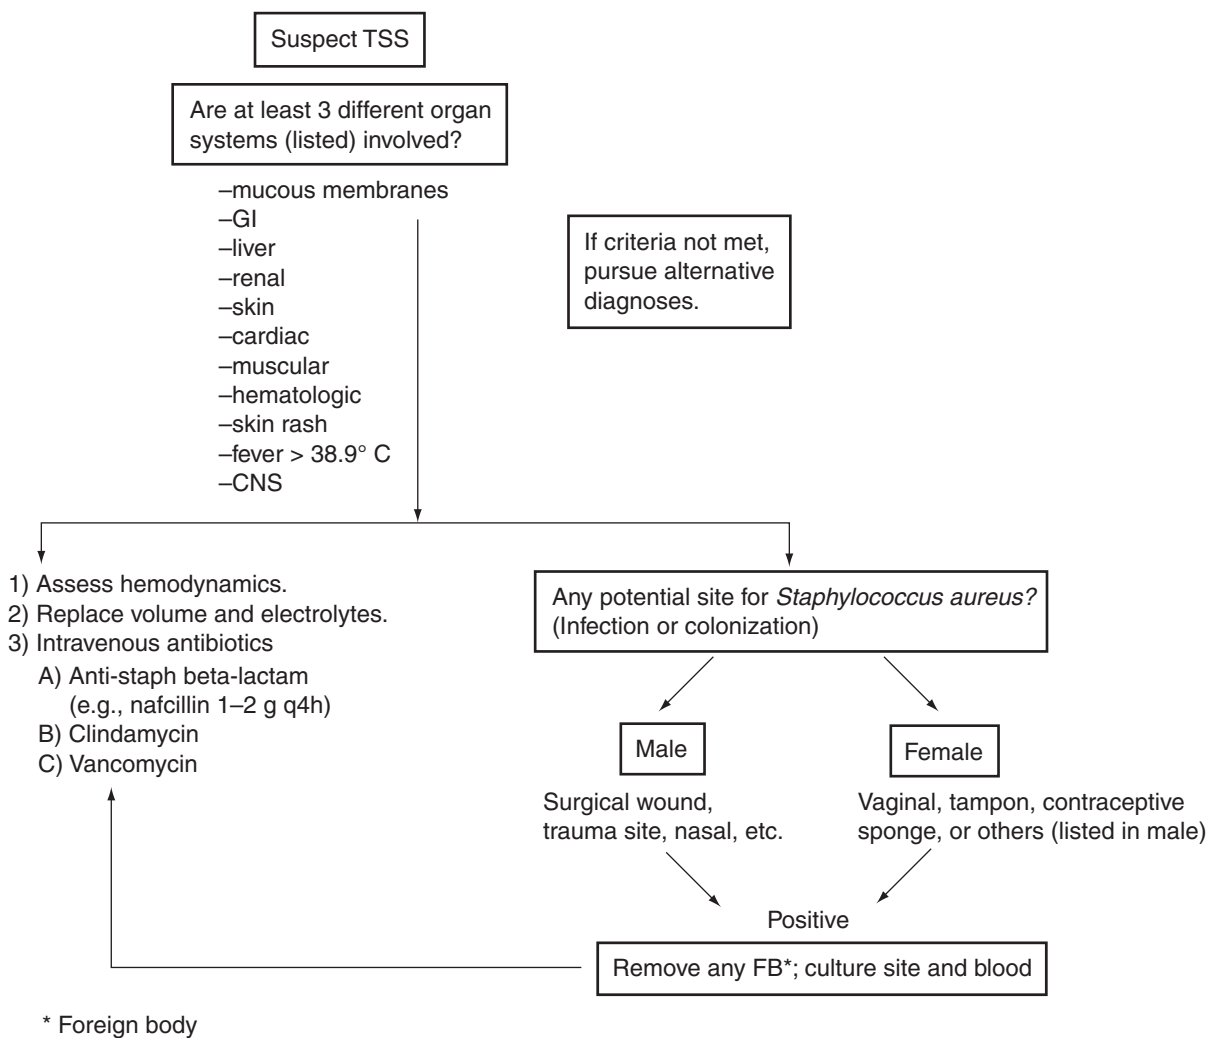 Suspect TSS
Are at least 3 different organ
systems (listed) involved?
–mucous membranes
–GI
–liver
–renal
–skin
–cardiac
–muscular
–hematologic
–skin rash
–fever > 38.9° C
–CNS
If criteria not met,
pursue alternative
diagnoses.
1) Assess hemodynamics.
2) Replace volume and electrolytes.
3) Intravenous antibiotics
A) Anti-staph beta-lactam
(e.g., nafcillin 1–2 g q4h)
B) Clindamycin
C) Vancomycin
Any potential site for Staphylococcus aureus?
(Infection or colonization)
Male
Surgical wound,
trauma site, nasal, etc.
Female
Vaginal, tampon, contraceptive
sponge, or others (listed in male)
Positive
Remove any FB*; culture site and blood
* Foreign body